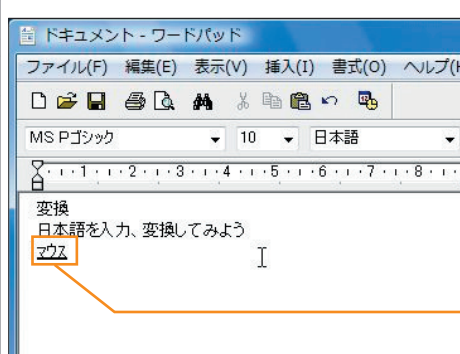 ドキュメント - ワードパッド
ファイル(F) 編集(E) 表示(V) 挿入(I) 書式(O) ヘルプ(H
MS Pゴシック 10 日本語
1 2 3 4 5 6 7 8
変換
日本語を入力、変換してみよう
マウス